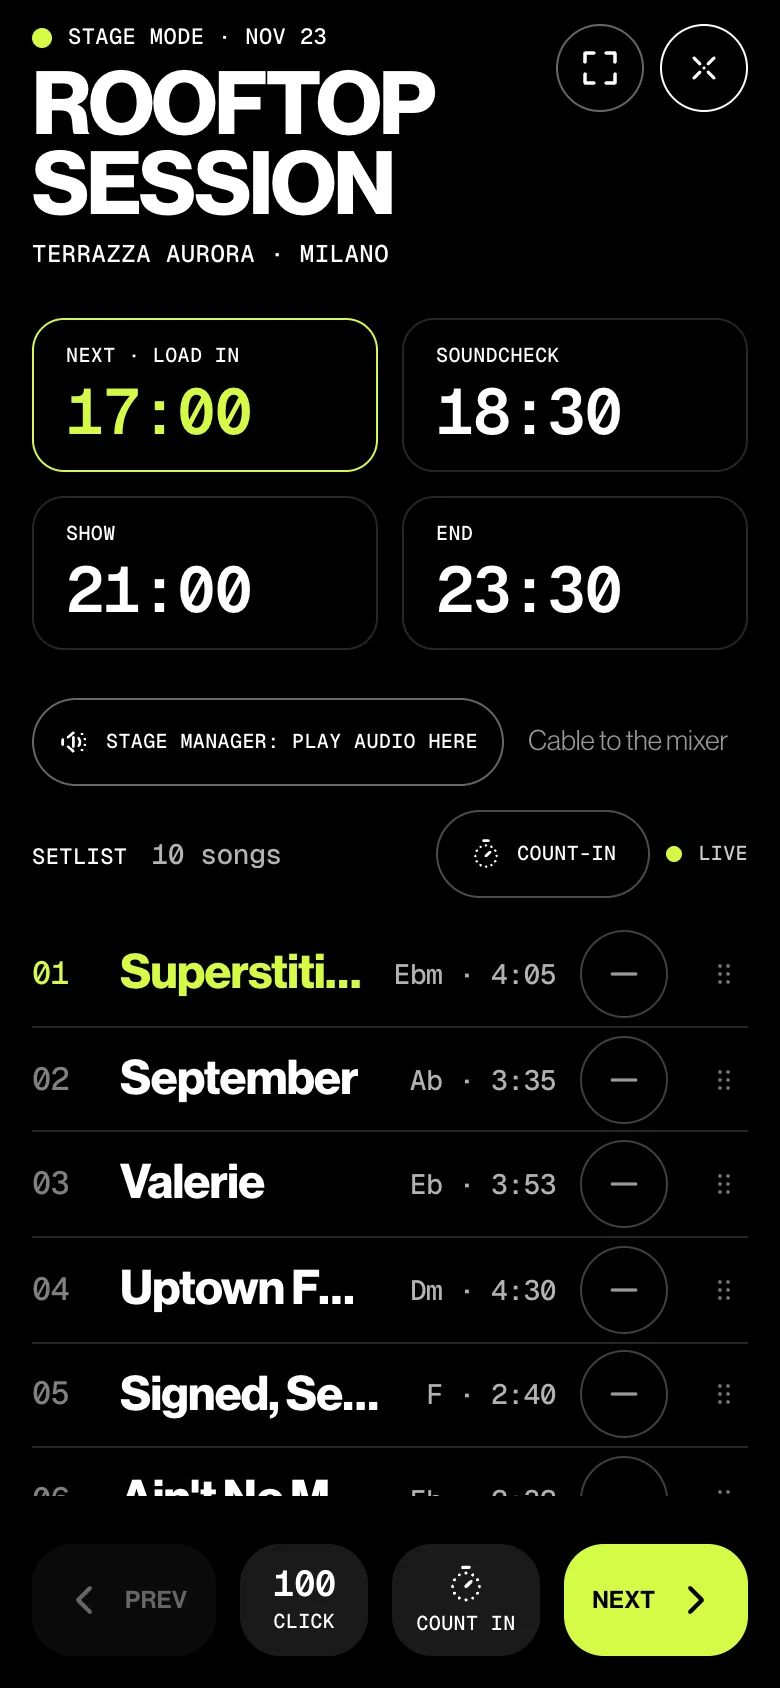 STAGE MODE · NOV 23
ROOFTOP
SESSION
TERRAZZA AURORA · MILANO
NEXT · LOAD IN
17:00
SOUNDCHECK
18:30
SHOW
21:00
END
23:30
STAGE MANAGER: PLAY AUDIO HERE
Cable to the mixer
SETLIST 10 songs
COUNT-IN
LIVE
01 Superstiti... Ebm · 4:05
02 September Ab · 3:35
03 Valerie Eb · 3:53
04 Uptown F... Dm · 4:30
05 Signed, Se... F · 2:40
06 Ain't No M...
PREV
100
CLICK
COUNT IN
NEXT